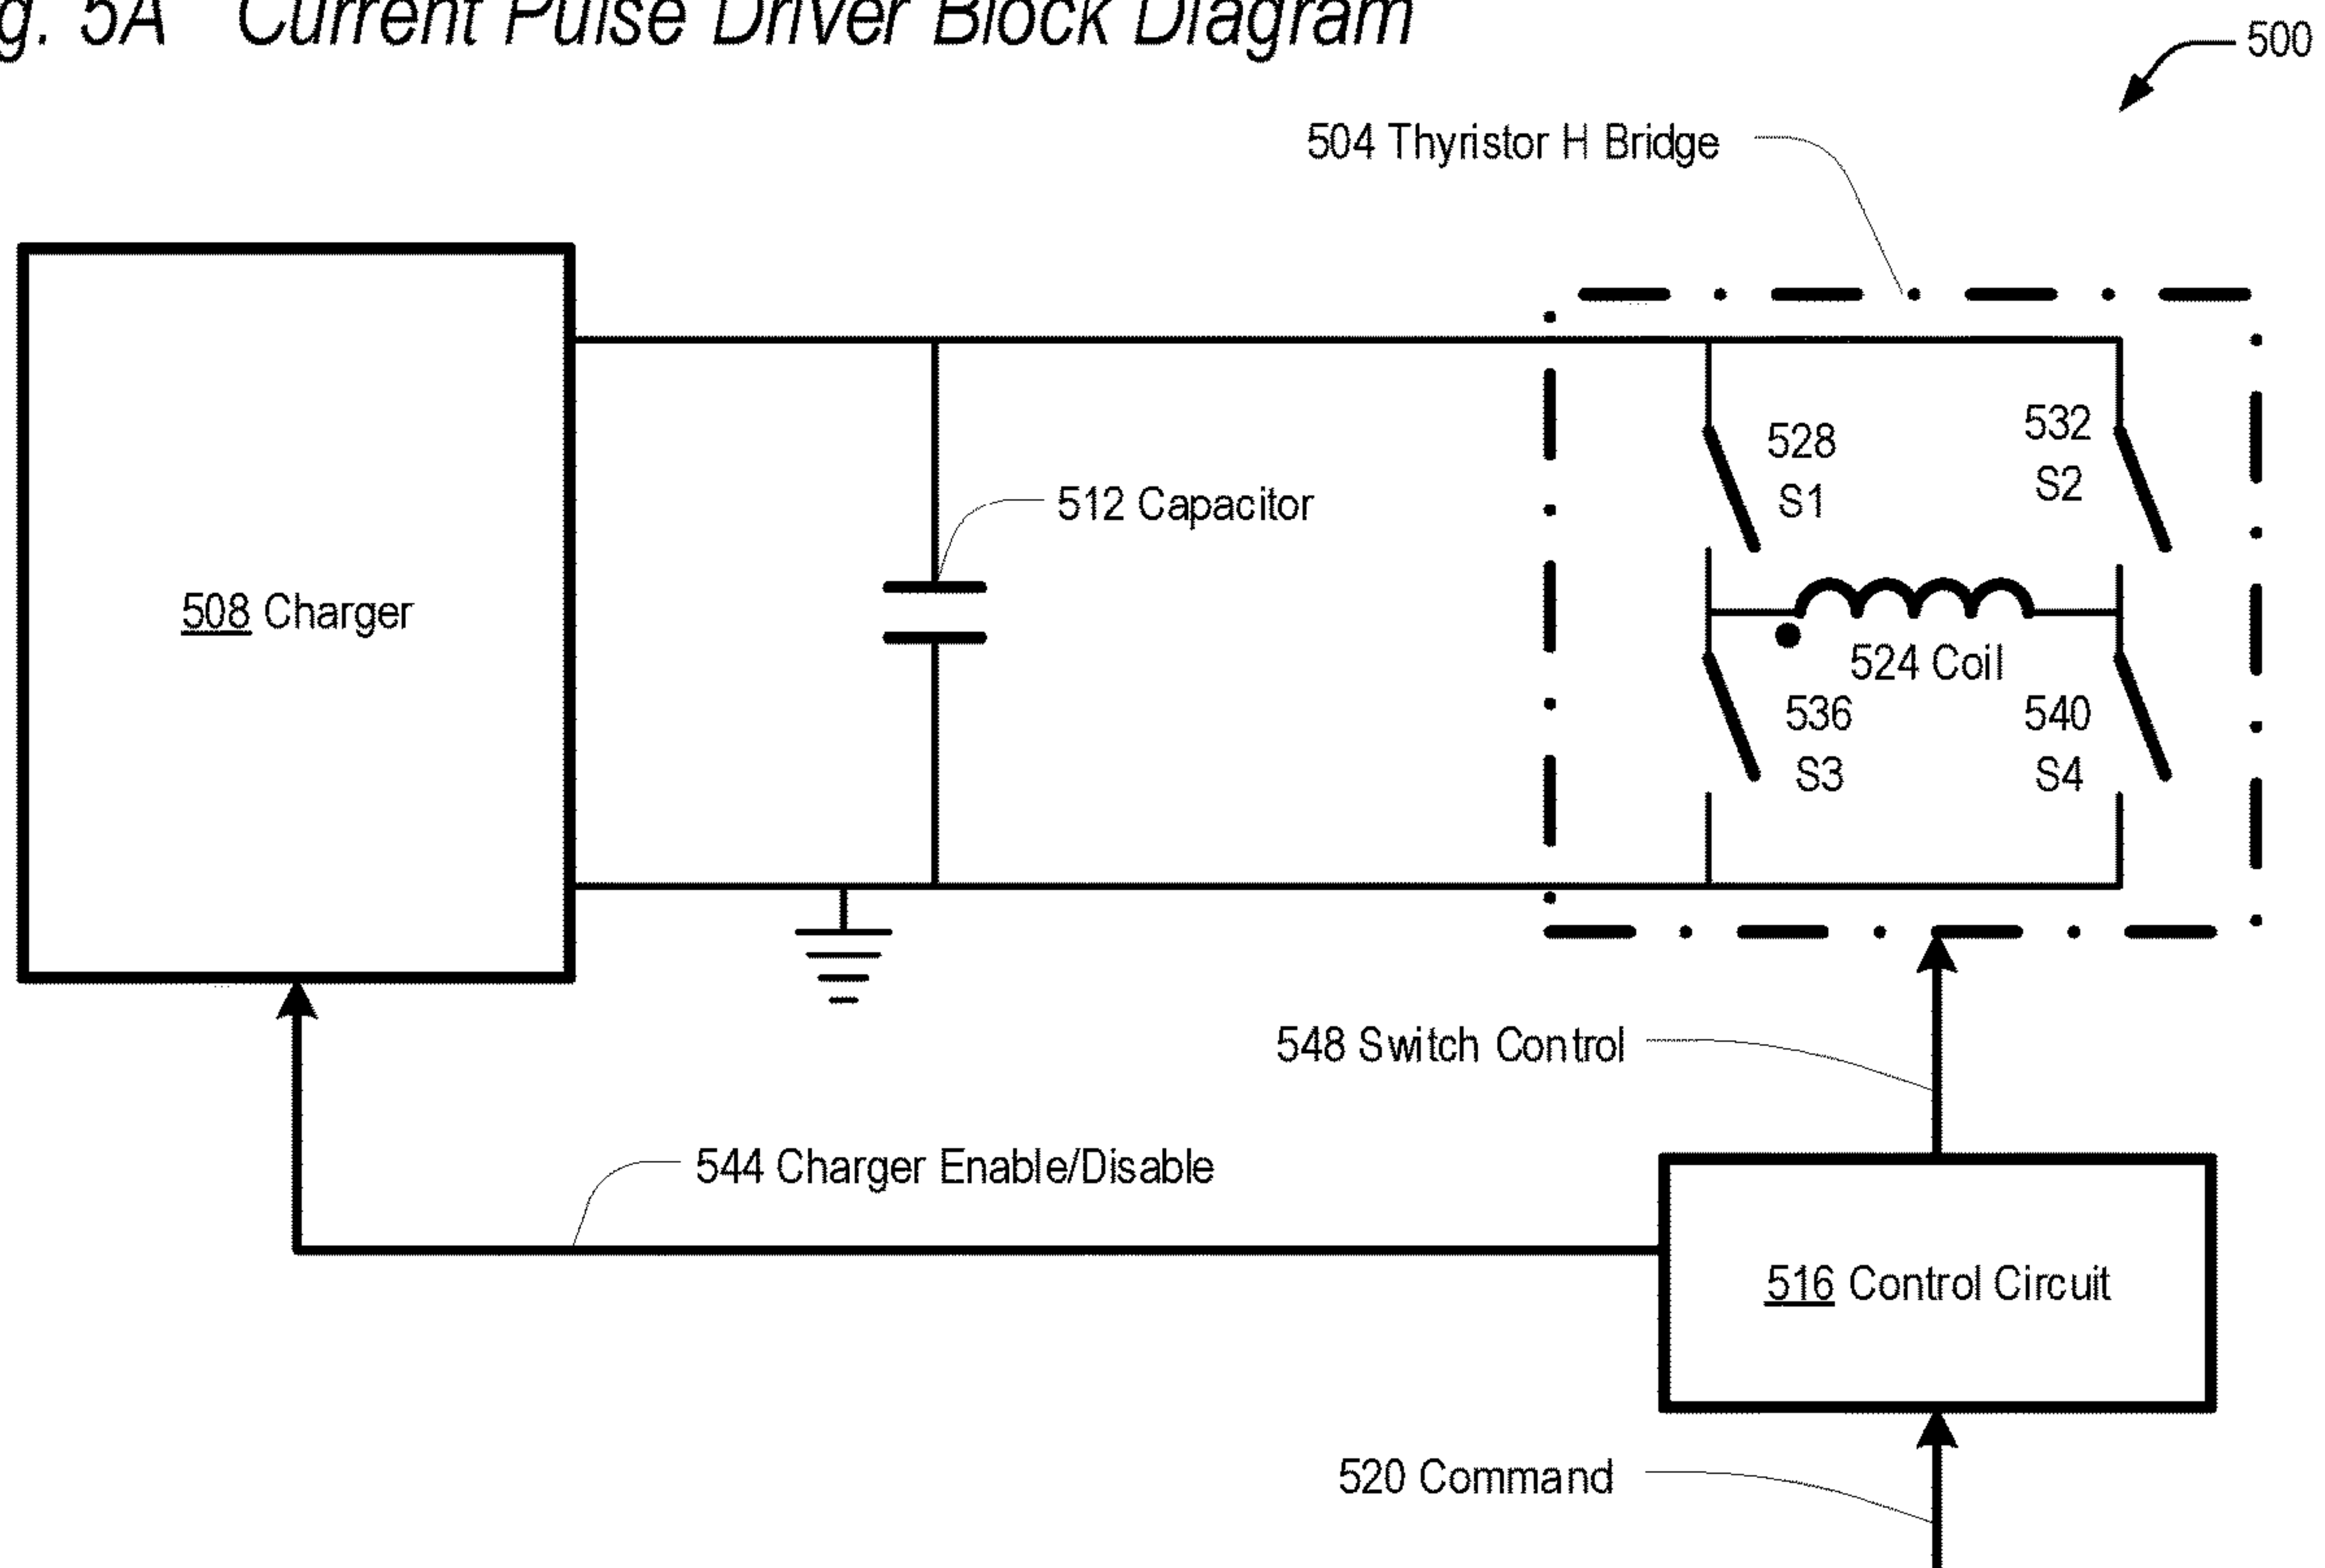 g. 5A Current Pulse Driver Block Diagram
500
504 Thyristor H Bridge
528
S1
532
S2
512 Capacitor
508 Charger
524 Coil
536
S3
540
S4
548 Switch Control
544 Charger Enable/Disable
516 Control Circuit
520 Command